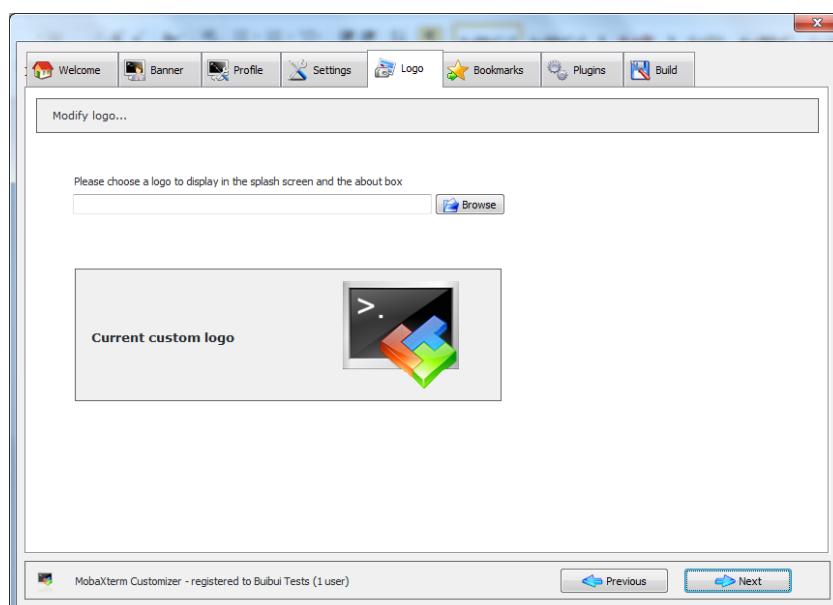 Welcome Banner Profile Settings Logo Bookmarks Plugins Build
Modify logo...
Please choose a logo to display in the splash screen and the about box
Browse
>.
Current custom logo
MobaXterm Customizer - registered to Buibui Tests (1 user)
Previous Next